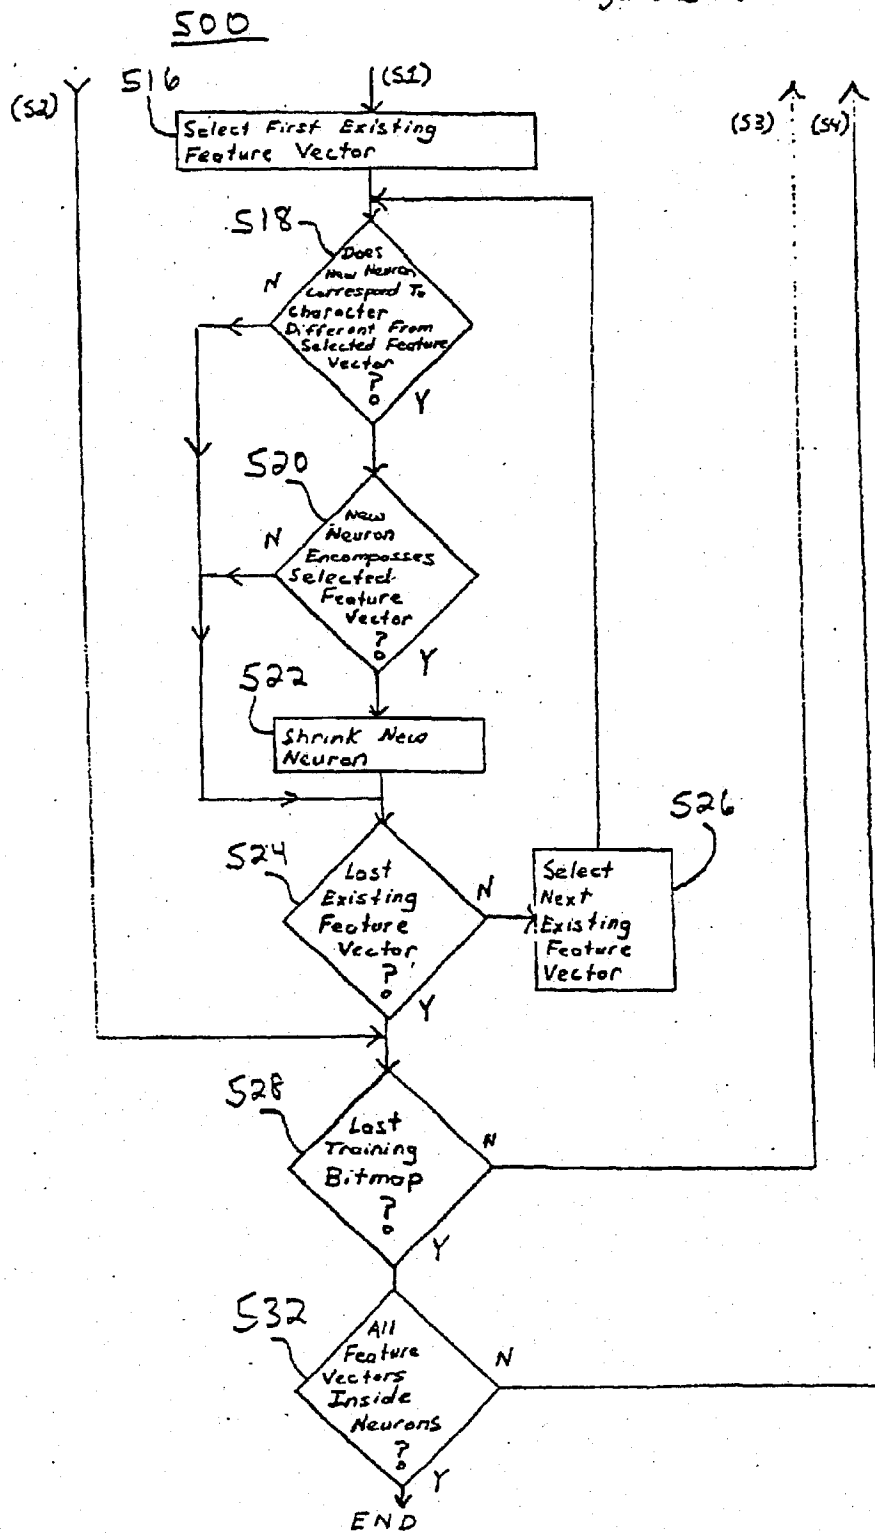 500
516
(S1)
(S2)
(S3)
(S4)
Select First Existing
Feature Vector
518
Does
New Neuron
Correspond To
Character
Different From
Selected Feature
Vector
?
N
Y
520
New
Neuron
Encompasses
Selected
Feature
Vector
?
N
Y
522
Shrink New
Neuron
524
Last
Existing
Feature
Vector
?
N
Y
526
Select
Next
Existing
Feature
Vector
528
Last
Training
Bitmap
?
N
Y
532
All
Feature
Vectors
Inside
Neurons
?
N
Y
END